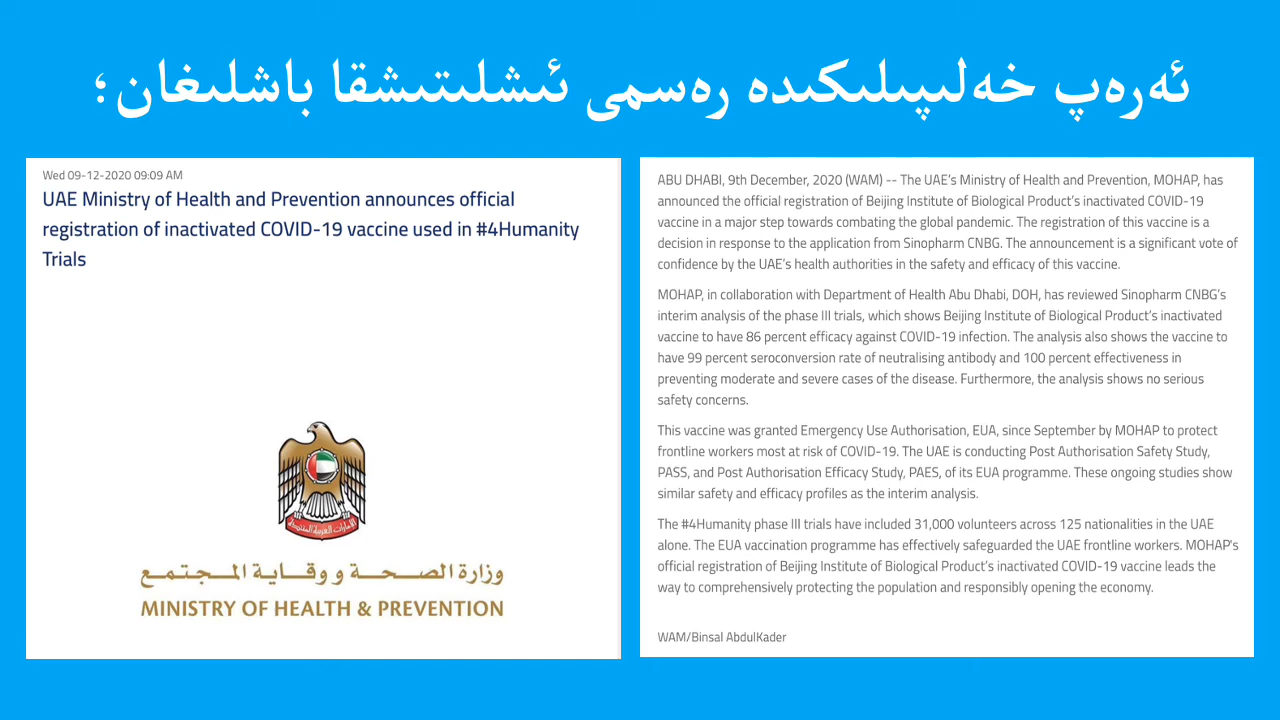 ئەرەپ خەلىپىلىكىدە رەسمى ئىشلىتىشقا باشلىغان؛
Wed 09-12-2020 09:09 AM
UAE Ministry of Health and Prevention announces official
registration of inactivated COVID-19 vaccine used in #4Humanity
Trials
الإمارات العربية المتحدة
وزارة الصحة و وقاية المجتمع
MINISTRY OF HEALTH & PREVENTION
ABU DHABI, 9th December, 2020 (WAM) -- The UAE's Ministry of Health and Prevention, MOHAP, has
announced the official registration of Beijing Institute of Biological Product's inactivated COVID-19
vaccine in a major step towards combating the global pandemic. The registration of this vaccine is a
decision in response to the application from Sinopharm CNBG. The announcement is a significant vote of
confidence by the UAE's health authorities in the safety and efficacy of this vaccine.
MOHAP, in collaboration with Department of Health Abu Dhabi, DOH, has reviewed Sinopharm CNBG's
interim analysis of the phase III trials, which shows Beijing Institute of Biological Product's inactivated
vaccine to have 86 percent efficacy against COVID-19 infection. The analysis also shows the vaccine to
have 99 percent seroconversion rate of neutralising antibody and 100 percent effectiveness in
preventing moderate and severe cases of the disease. Furthermore, the analysis shows no serious
safety concerns.
This vaccine was granted Emergency Use Authorisation, EUA, since September by MOHAP to protect
frontline workers most at risk of COVID-19. The UAE is conducting Post Authorisation Safety Study,
PASS, and Post Authorisation Efficacy Study, PAES, of its EUA programme. These ongoing studies show
similar safety and efficacy profiles as the interim analysis.
The #4Humanity phase III trials have included 31,000 volunteers across 125 nationalities in the UAE
alone. The EUA vaccination programme has effectively safeguarded the UAE frontline workers. MOHAP's
official registration of Beijing Institute of Biological Product's inactivated COVID-19 vaccine leads the
way to comprehensively protecting the population and responsibly opening the economy.
WAM/Binsal AbdulKader